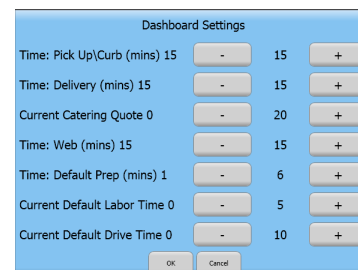 Dashboard Settings
Time: Pick Up\Curb (mins) 15 - 15 +
Time: Delivery (mins) 15 - 15 +
Current Catering Quote 0 - 20 +
Time: Web (mins) 15 - 15 +
Time: Default Prep (mins) 1 - 6 +
Current Default Labor Time 0 - 5 +
Current Default Drive Time 0 - 10 +
OK Cancel